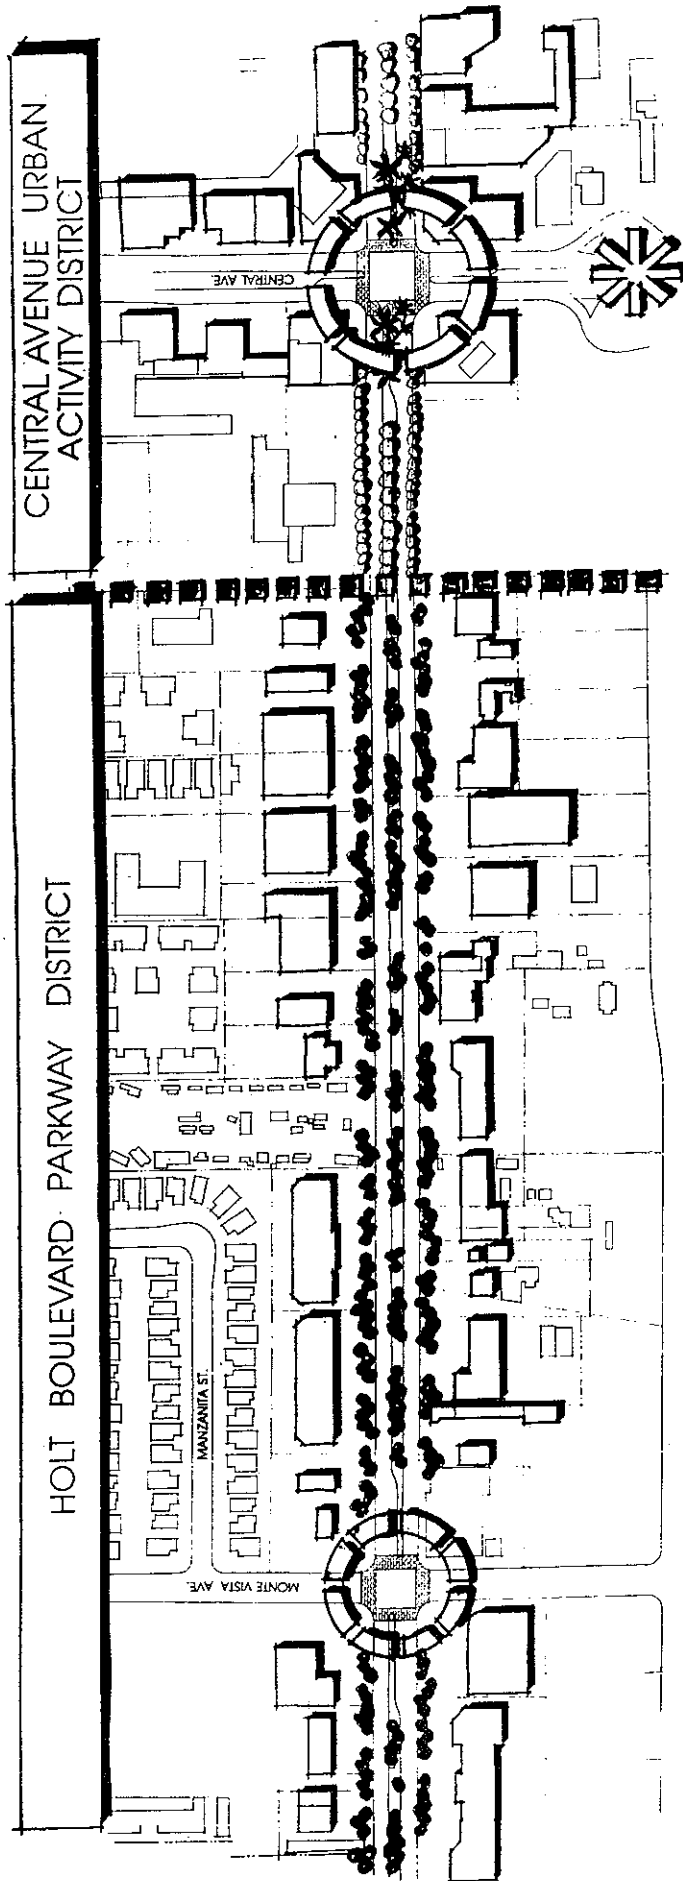 CENTRAL AVENUE URBAN
ACTIVITY DISTRICT
CENTRAL AVE.
HOLT BOULEVARD PARKWAY DISTRICT
MANZANITA ST.
MONTE VISTA AVE.